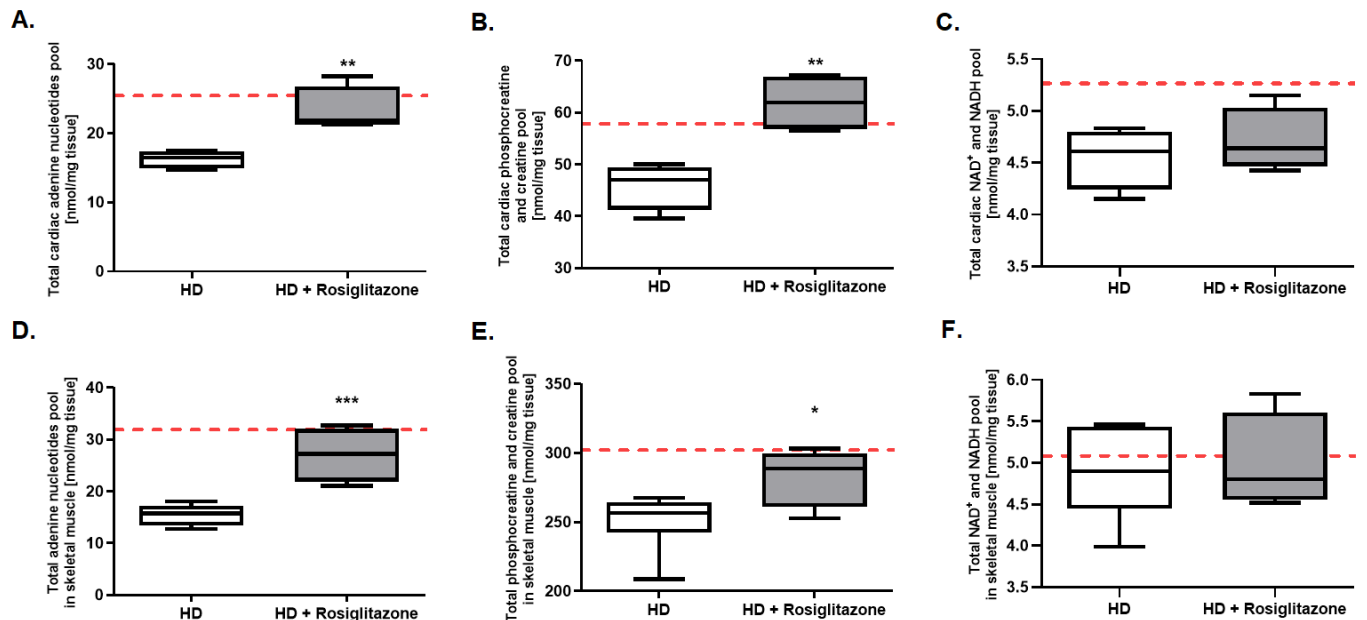 A.
Total cardiac adenine nucleotides pool
[nmol/mg tissue]
30
20
10
0
**
HD
HD + Rosiglitazone
B.
Total cardiac phosphocreatine
and creatine pool
[nmol/mg tissue]
70
60
50
40
30
**
HD
HD + Rosiglitazone
C.
Total cardiac NAD⁺ and NADH pool
[nmol/mg tissue]
5.5
5.0
4.5
4.0
3.5
HD
HD + Rosiglitazone
D.
Total adenine nucleotides pool
in skeletal muscle [nmol/mg tissue]
40
30
20
10
0
***
HD
HD + Rosiglitazone
E.
Total phosphocreatine and creatine pool
in skeletal muscle [nmol/mg tissue]
350
300
250
200
*
HD
HD + Rosiglitazone
F.
Total NAD⁺ and NADH pool
in skeletal muscle [nmol/mg tissue]
6.0
5.5
5.0
4.5
4.0
3.5
HD
HD + Rosiglitazone